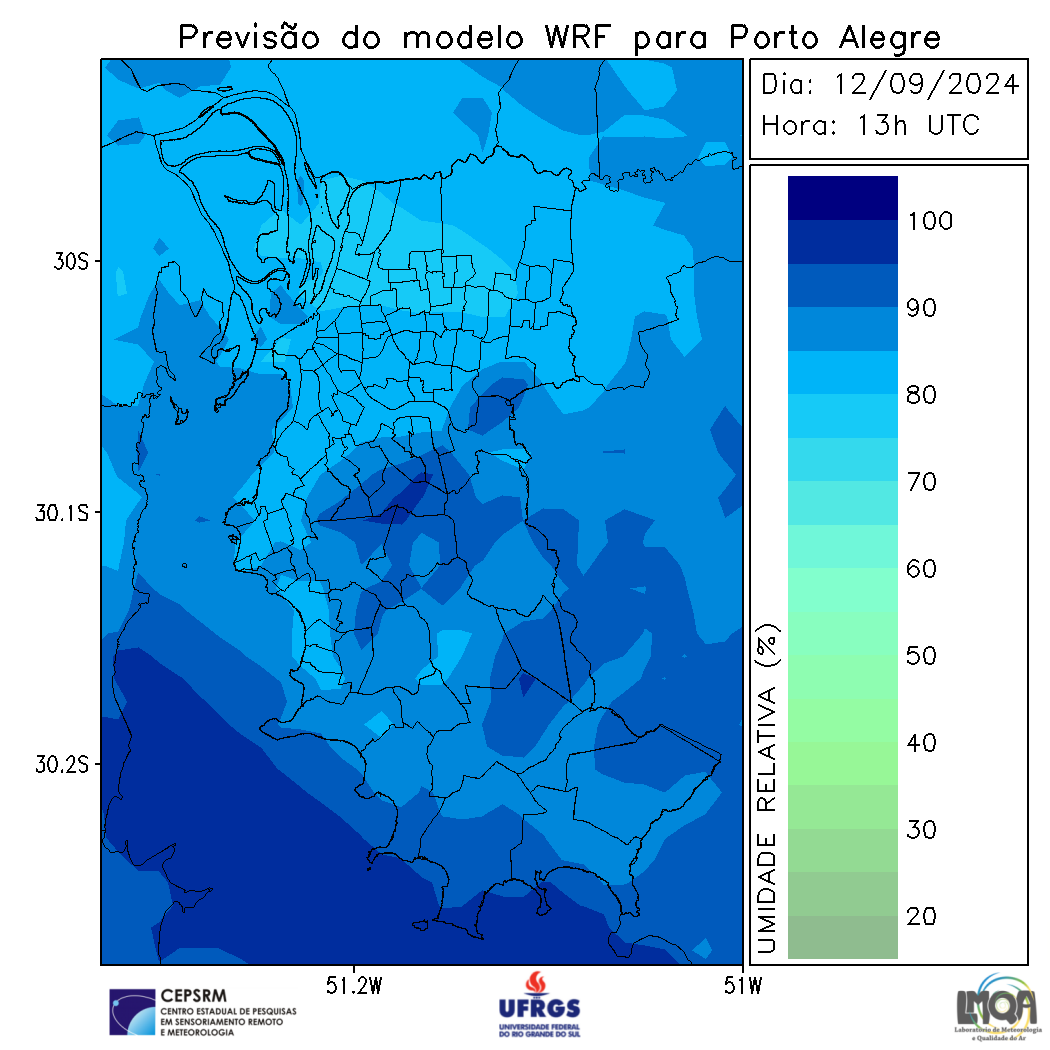 Previsão do modelo WRF para Porto Alegre
Dia: 12/09/2024
Hora: 13h UTC
30S
30.1S
30.2S
51.2W
51W
UMIDADE RELATIVA (%)
100
90
80
70
60
50
40
30
20
CEPSRM
CENTRO ESTADUAL DE PESQUISAS
EM SENSORIAMENTO REMOTO
E METEOROLOGIA
UFRGS
UNIVERSIDADE FEDERAL
DO RIO GRANDE DO SUL
LMQA
Laboratório de Meteorologia
e Qualidade do Ar